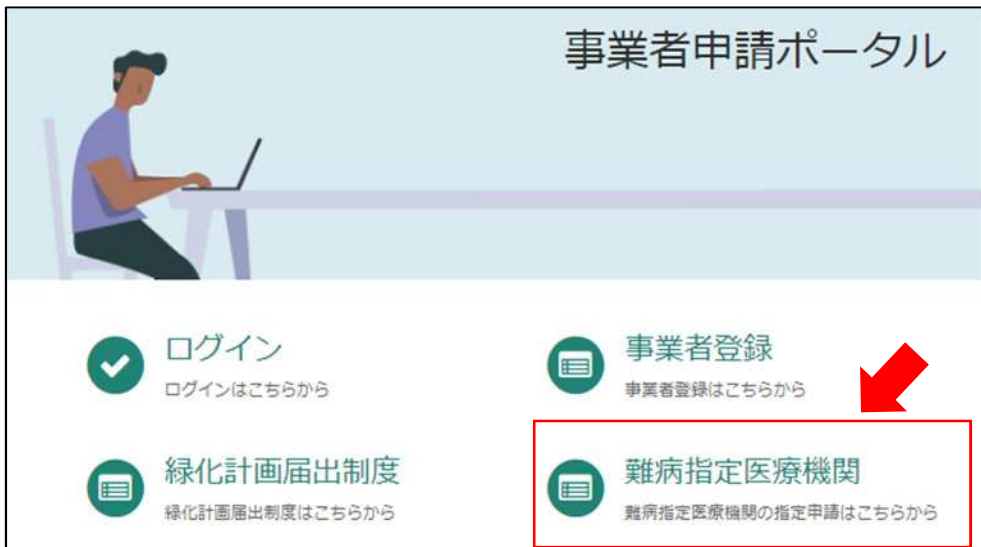 事業者申請ポータル
ログイン
ログインはこちらから
事業者登録
事業者登録はこちらから
緑化計画届出制度
緑化計画届出制度はこちらから
難病指定医療機関
難病指定医療機関の指定申請はこちらから